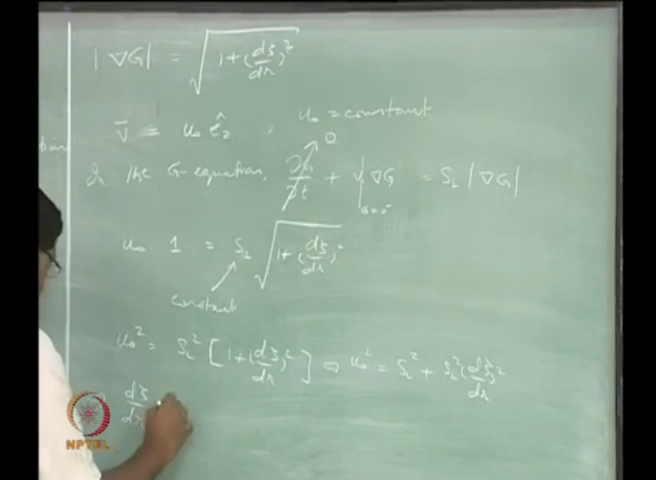 |∇G| = √(1 + (dξ/dr)²)
v̄ = u₀ ê_z , u₀ = constant
In the G-equation, ∂G/∂t → 0 + v̄·∇G| = S_L |∇G|
u₀ · 1 = S_L √(1 + (dξ/dr)²)
constant
u₀² = S_L² [1 + (dξ/dr)²] ⇒ u₀² = S_L² + S_L² (dξ/dr)²
dξ/dr
NPTEL